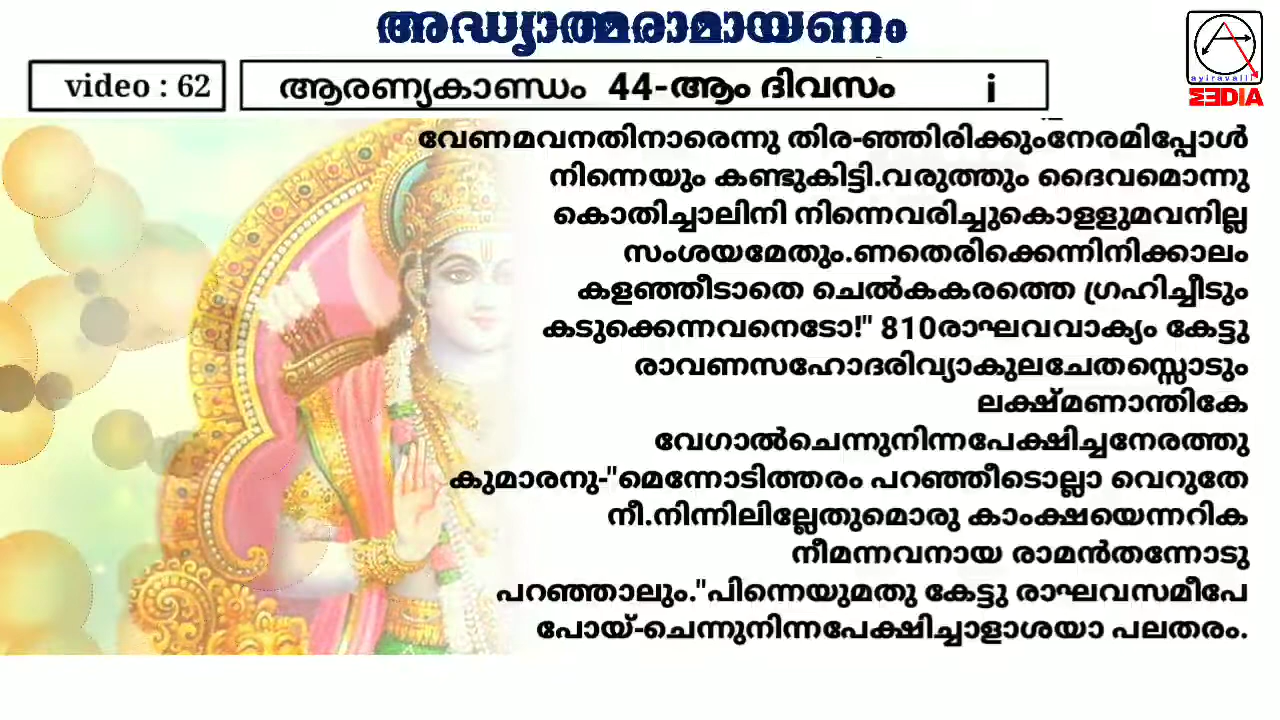 അദ്ധ്യാത്മരാമായണം
video : 62
ആരണ്യകാണ്ഡം 44-ആം ദിവസം i
ayiravalli
MEDIA
വേണമവനതിനാരെന്നു തിര-ഞ്ഞിരിക്കുംനേരമിപ്പോൾ
നിന്നെയും കണ്ടുകിട്ടി.വരുത്തും ദൈവമൊന്നു
കൊതിച്ചാലിനി നിന്നെവരിച്ചുകൊളളുമവനില്ല
സംശയമേതും.ണതെരിക്കെന്നിനിക്കാലം
കളഞ്ഞീടാതെ ചെൽകകരത്തെ ഗ്രഹിച്ചീടും
കടുക്കെന്നവനെടോ!" 810രാഘവവാക്യം കേട്ടു
രാവണസഹോദരിവ്യാകുലചേതസ്സൊടും
ലക്ഷ്മണാന്തികേ
വേഗാൽചെന്നുനിന്നപേക്ഷിച്ചനേരത്തു
കുമാരനു-"മെന്നോടിത്തരം പറഞ്ഞീടൊല്ലാ വെറുതേ
നീ.നിന്നിലില്ലേതുമൊരു കാംക്ഷയെന്നറിക
നീമന്നവനായ രാമൻതന്നോടു
പറഞ്ഞാലും."പിന്നെയുമതു കേട്ടു രാഘവസമീപേ
പോയ്-ചെന്നുനിന്നപേക്ഷിച്ചാളാശയാ പലതരം.